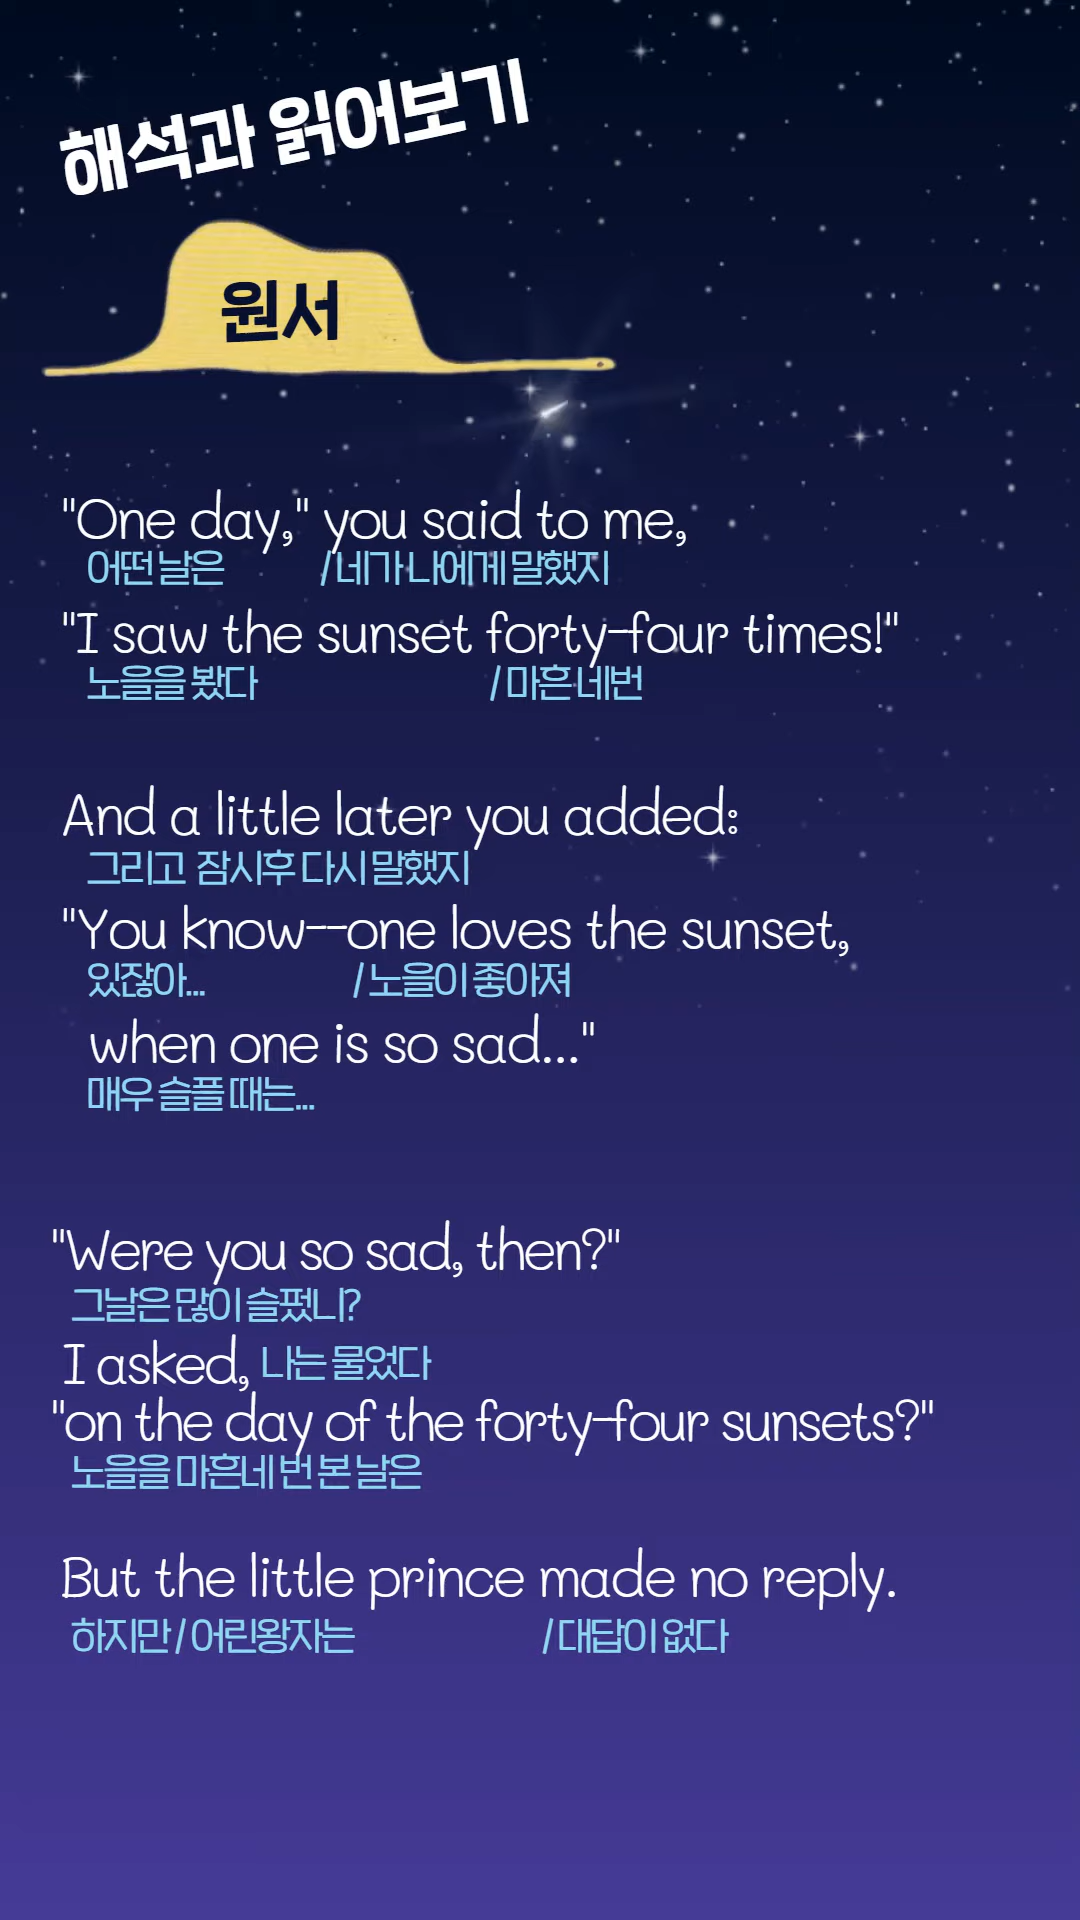 해석과 읽어보기
원서
"One day," you said to me,
어떤 날은 / 네가 나에게 말했지
"I saw the sunset forty-four times!"
노을을 봤다 / 마흔 네번
And a little later you added:
그리고 잠시후 다시 말했지
"You know--one loves the sunset,
있잖아... / 노을이 좋아져
when one is so sad..."
매우 슬플 때는...
"Were you so sad, then?"
그날은 많이 슬펐니?
I asked, 나는 물었다
"on the day of the forty-four sunsets?"
노을을 마흔네 번 본 날은
But the little prince made no reply.
하지만 / 어린왕자는 / 대답이 없다